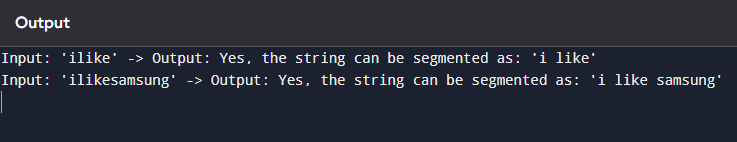 Output
Input: 'ilike' -> Output: Yes, the string can be segmented as: 'i like'
Input: 'ilikesamsung' -> Output: Yes, the string can be segmented as: 'i like samsung'